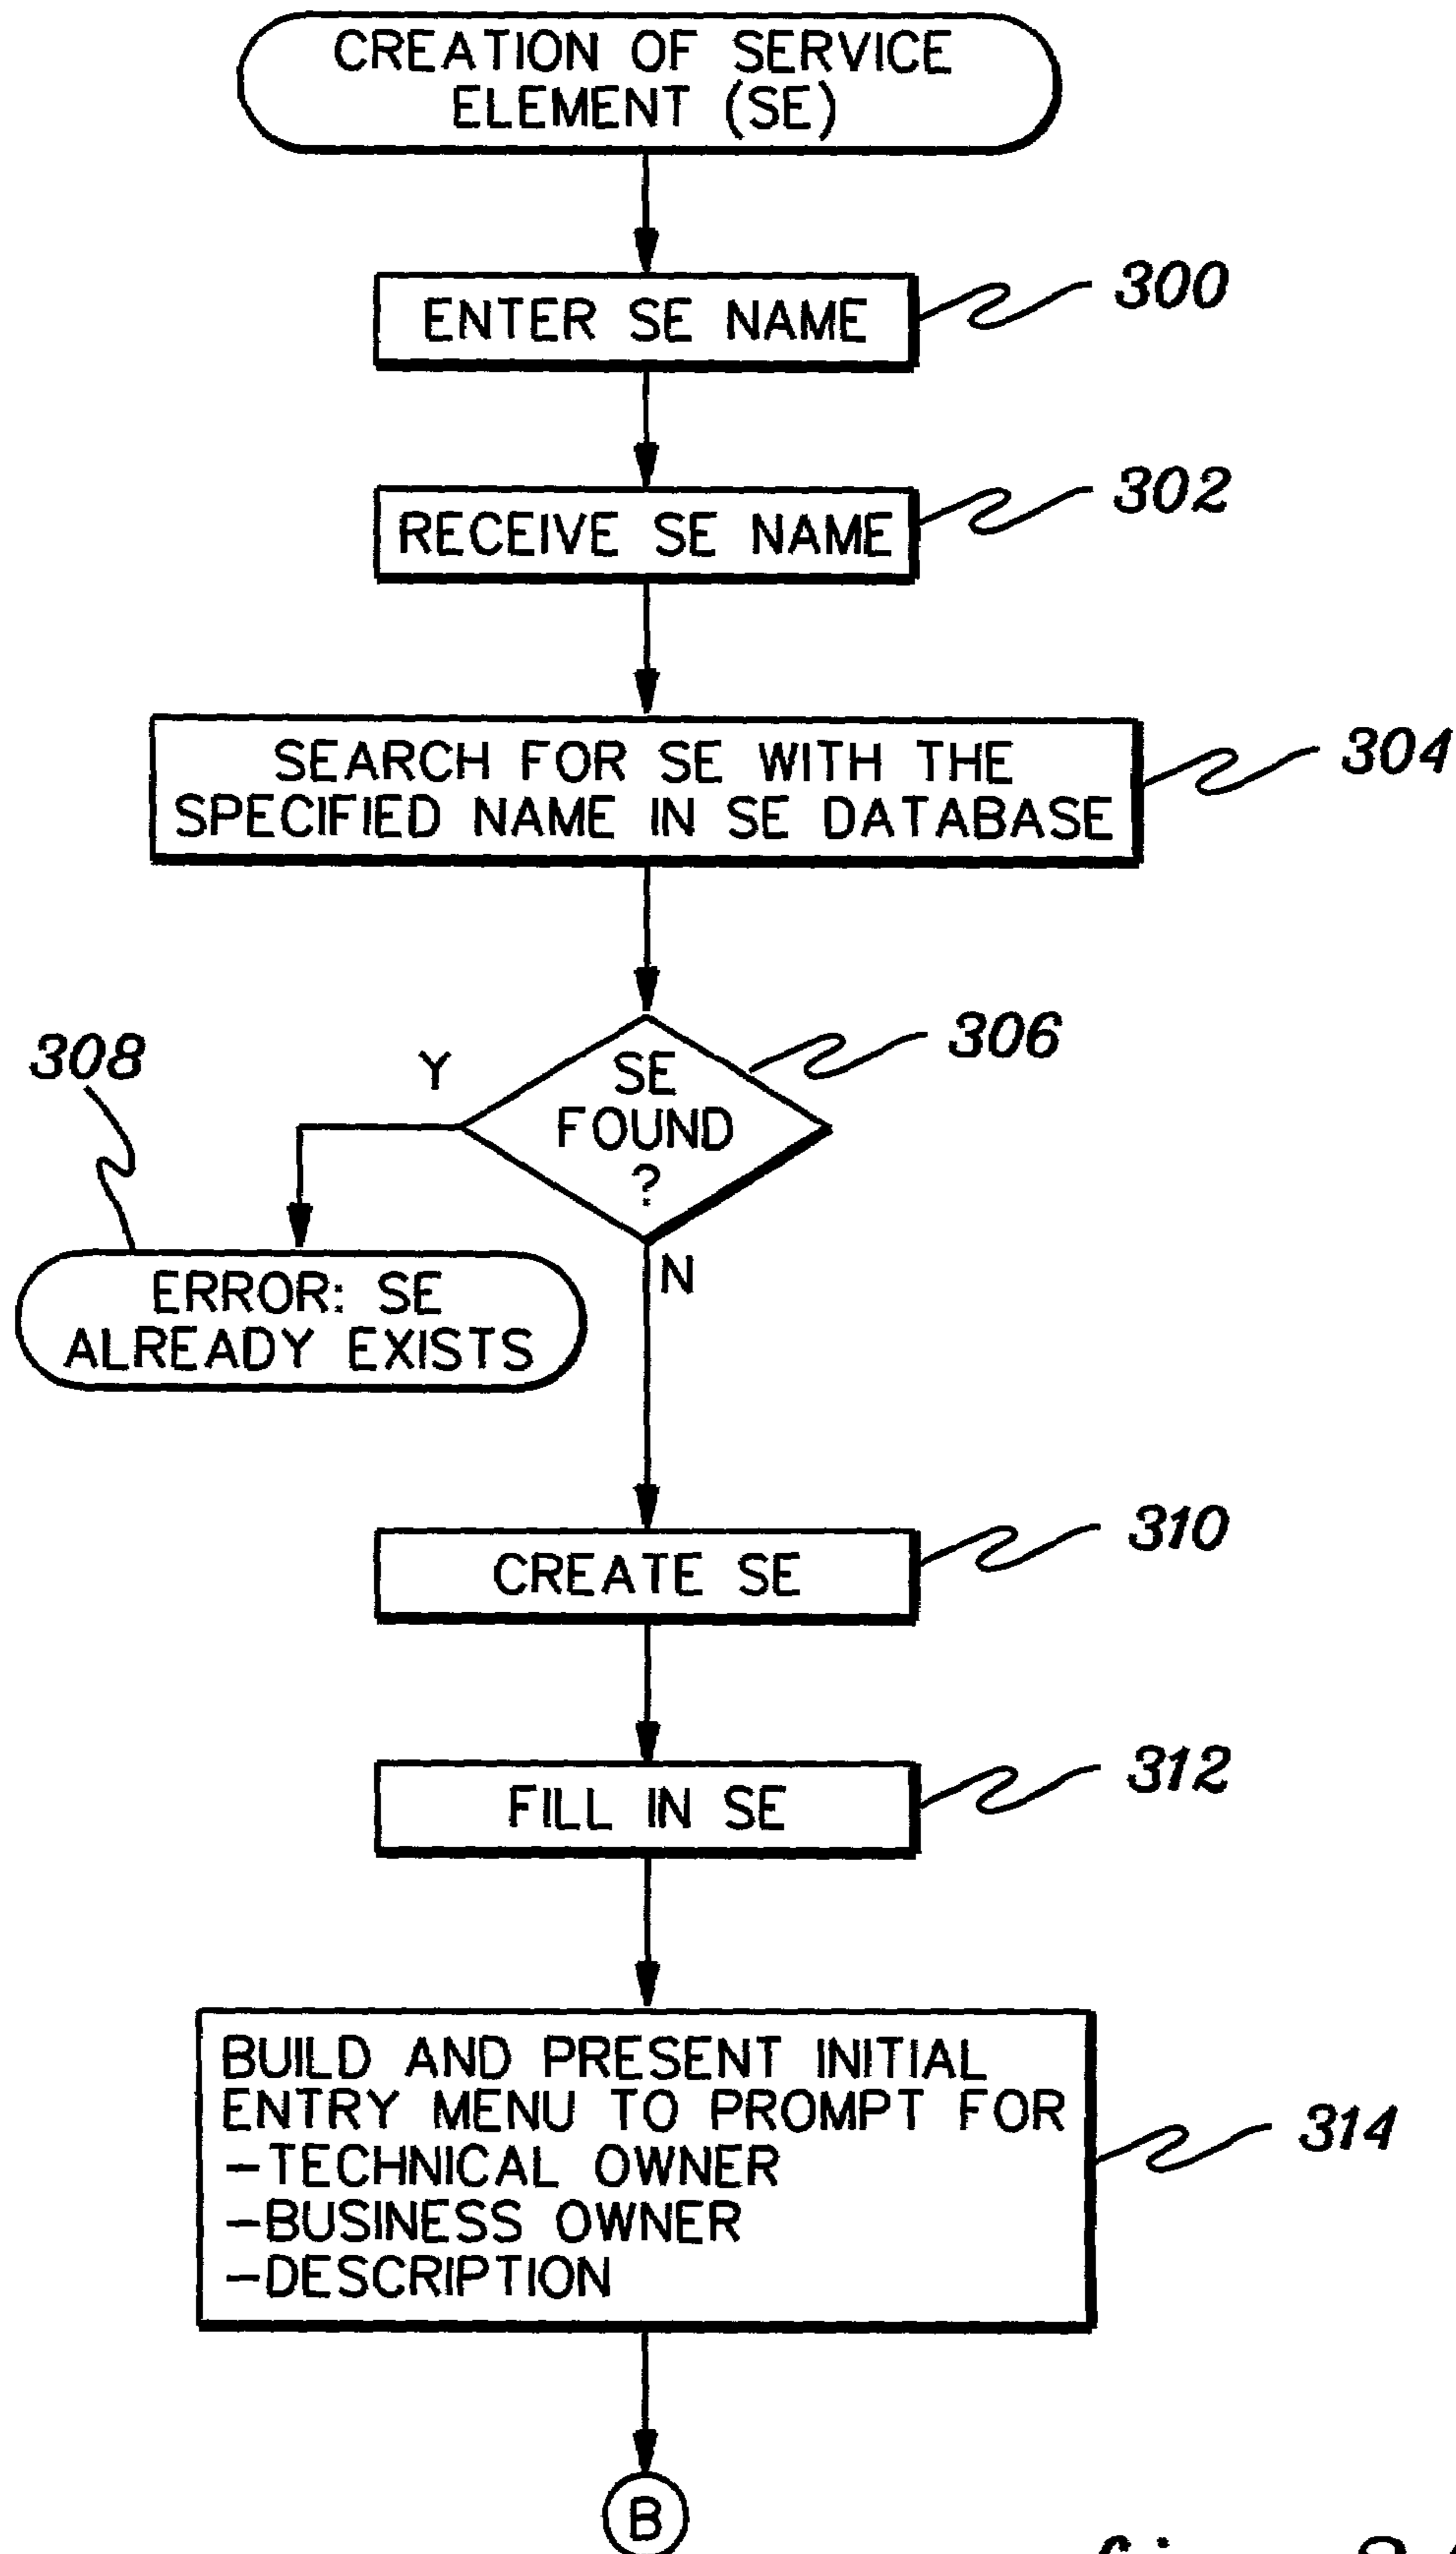 CREATION OF SERVICE
ELEMENT (SE)
ENTER SE NAME
300
RECEIVE SE NAME
302
SEARCH FOR SE WITH THE
SPECIFIED NAME IN SE DATABASE
304
308
Y
SE
FOUND
?
306
N
ERROR: SE
ALREADY EXISTS
CREATE SE
310
FILL IN SE
312
BUILD AND PRESENT INITIAL
ENTRY MENU TO PROMPT FOR
-TECHNICAL OWNER
-BUSINESS OWNER
-DESCRIPTION
314
B